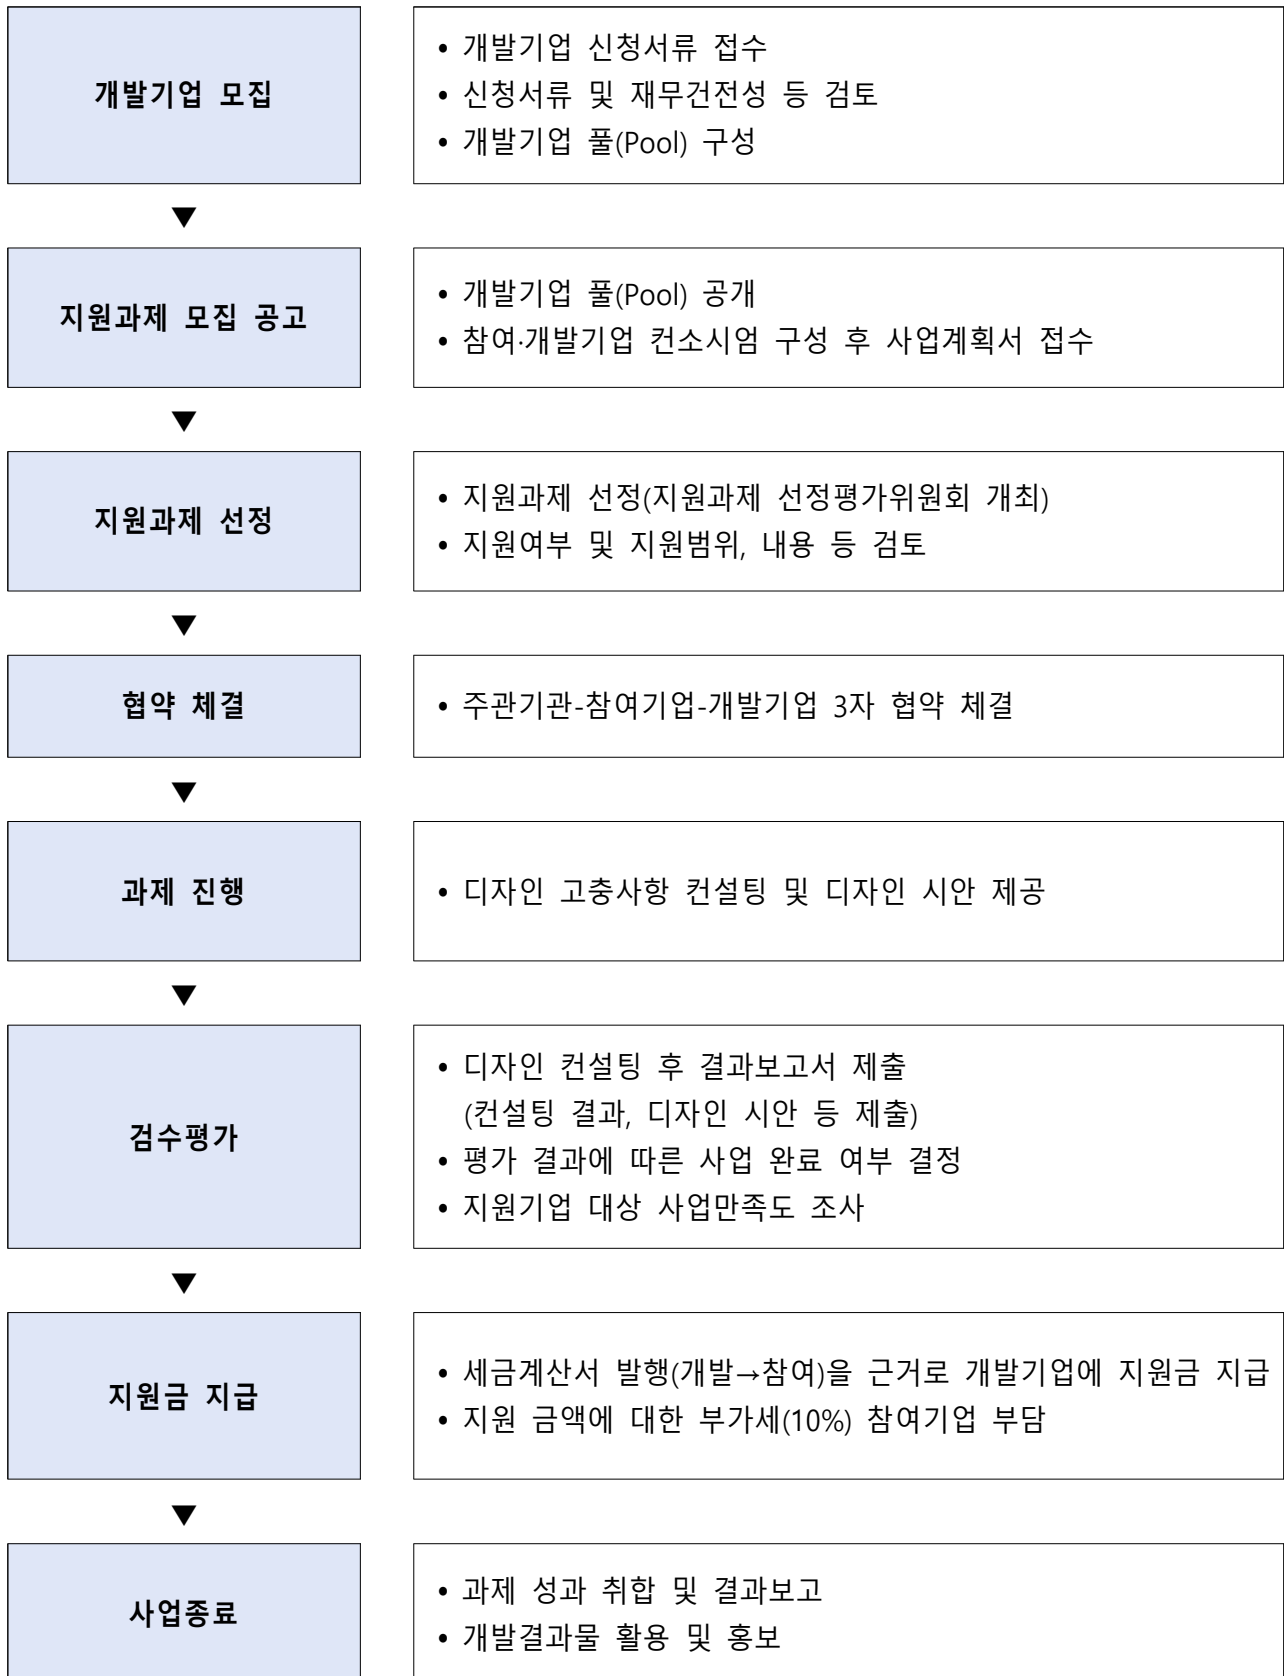 개발기업 모집
• 개발기업 신청서류 접수
• 신청서류 및 재무건전성 등 검토
• 개발기업 풀(Pool) 구성
▼
지원과제 모집 공고
• 개발기업 풀(Pool) 공개
• 참여·개발기업 컨소시엄 구성 후 사업계획서 접수
▼
지원과제 선정
• 지원과제 선정(지원과제 선정평가위원회 개최)
• 지원여부 및 지원범위, 내용 등 검토
▼
협약 체결
• 주관기관-참여기업-개발기업 3자 협약 체결
▼
과제 진행
• 디자인 고충사항 컨설팅 및 디자인 시안 제공
▼
검수평가
• 디자인 컨설팅 후 결과보고서 제출
(컨설팅 결과, 디자인 시안 등 제출)
• 평가 결과에 따른 사업 완료 여부 결정
• 지원기업 대상 사업만족도 조사
▼
지원금 지급
• 세금계산서 발행(개발→참여)을 근거로 개발기업에 지원금 지급
• 지원 금액에 대한 부가세(10%) 참여기업 부담
▼
사업종료
• 과제 성과 취합 및 결과보고
• 개발결과물 활용 및 홍보